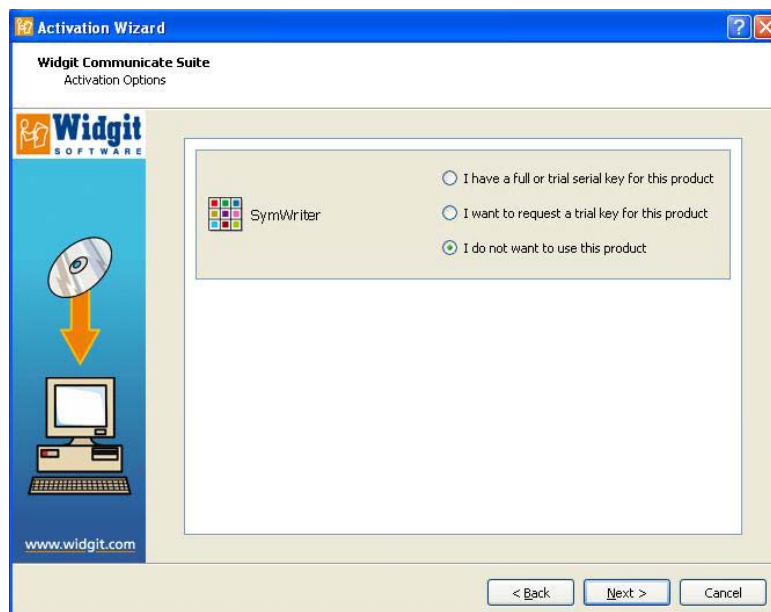 Activation Wizard
Widgit Communicate Suite
Activation Options
Widgit
SOFTWARE
I have a full or trial serial key for this product
SymWriter
I want to request a trial key for this product
I do not want to use this product
www.widgit.com
< Back
Next >
Cancel